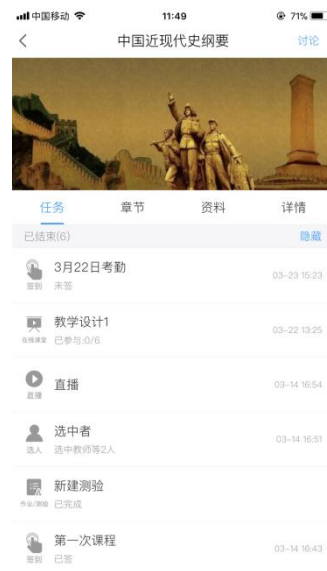 中国移动 11:49 71%
中国近现代史纲要 讨论
任务 章节 资料 详情
已结束(6) 隐藏
3月22日考勤 03-23 15:23
签到 未签
教学设计1 03-22 13:25
在线课堂 已参与:0/6
直播 03-14 16:54
直播
选中者 03-14 16:51
选人 选中教师等2人
新建测验
作业/测验 已完成
第一次课程 03-14 16:43
签到 已签